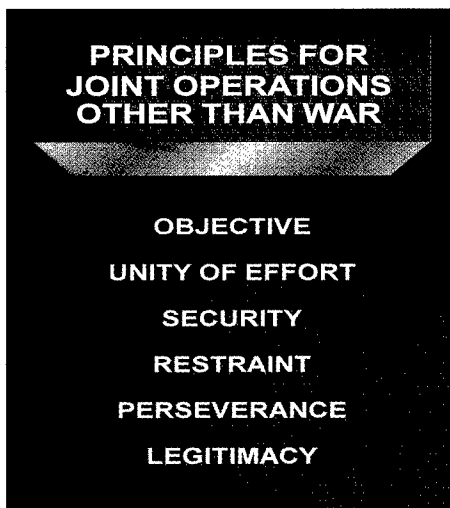 PRINCIPLES FOR
JOINT OPERATIONS
OTHER THAN WAR
OBJECTIVE
UNITY OF EFFORT
SECURITY
RESTRAINT
PERSEVERANCE
LEGITIMACY